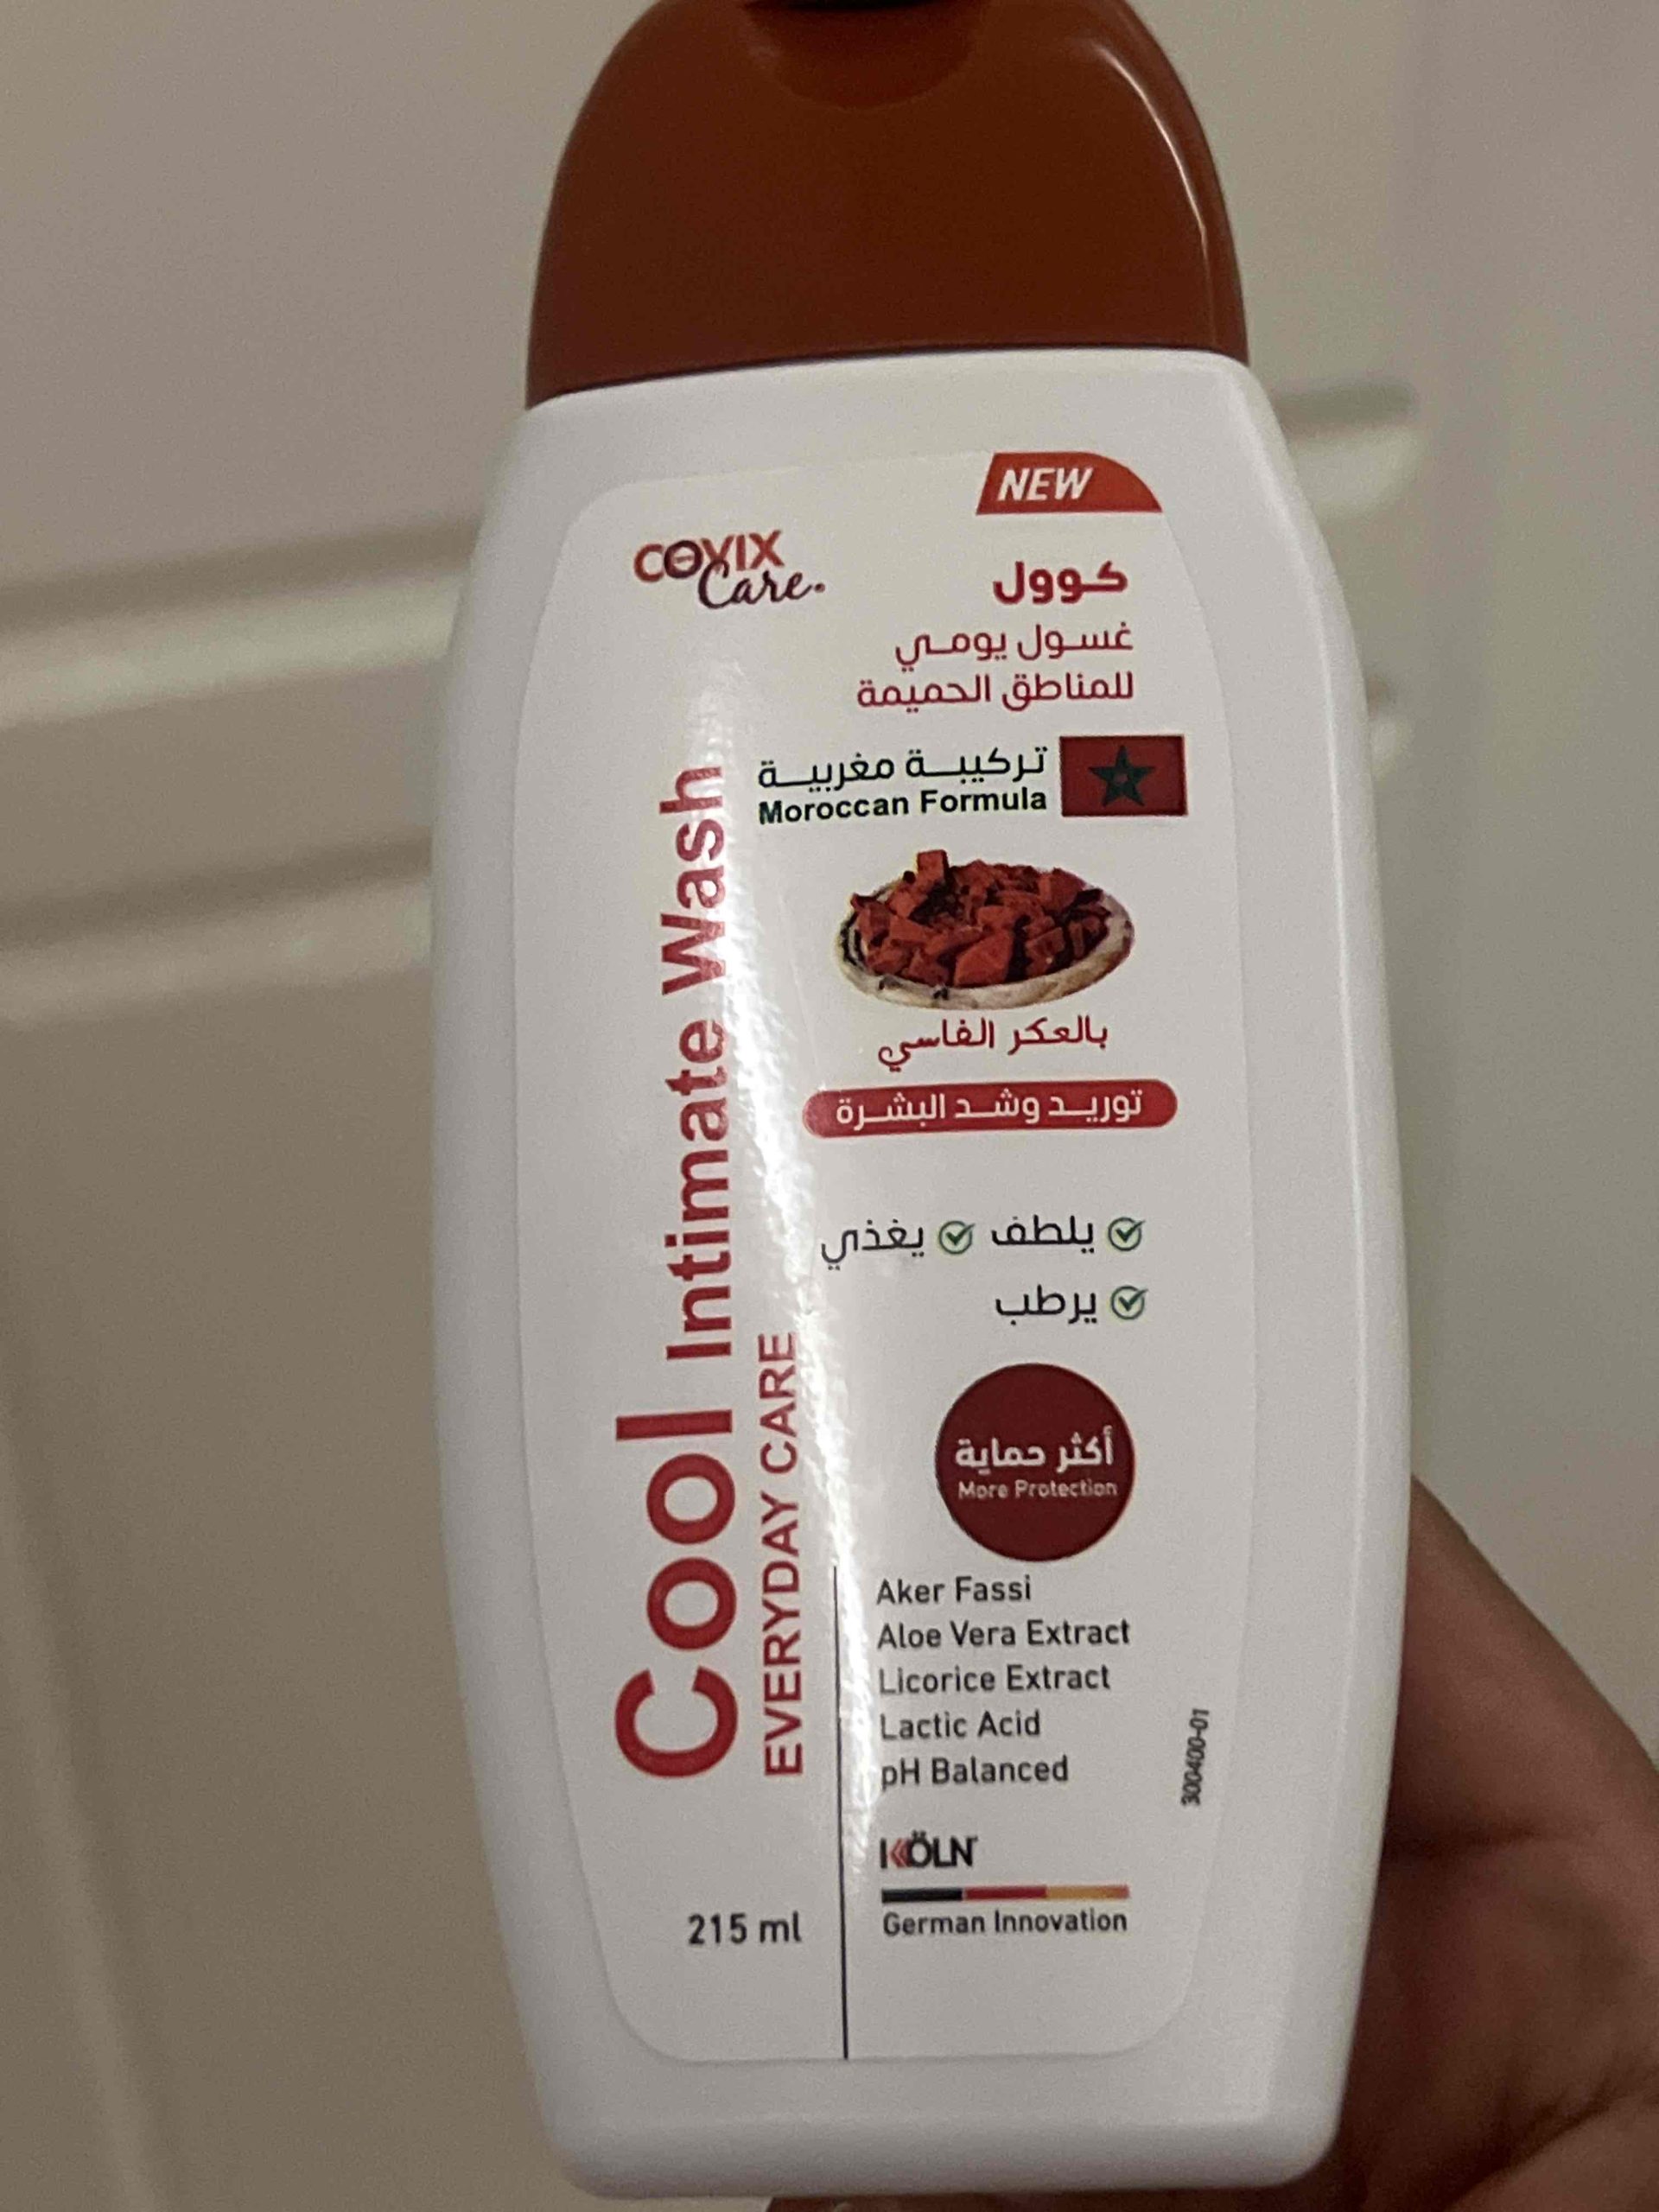 NEW
COVIX
Care
كوول
غسول يومي
للمناطق الحميمة
تركيبة مغربية
Moroccan Formula
بالعكر الفاسي
توريد وشد البشرة
يلطف يغذي
يرطب
أكثر حماية
More Protection
Cool Intimate Wash
EVERYDAY CARE
Aker Fassi
Aloe Vera Extract
Licorice Extract
Lactic Acid
pH Balanced
300400-01
KÖLN
German Innovation
215 ml